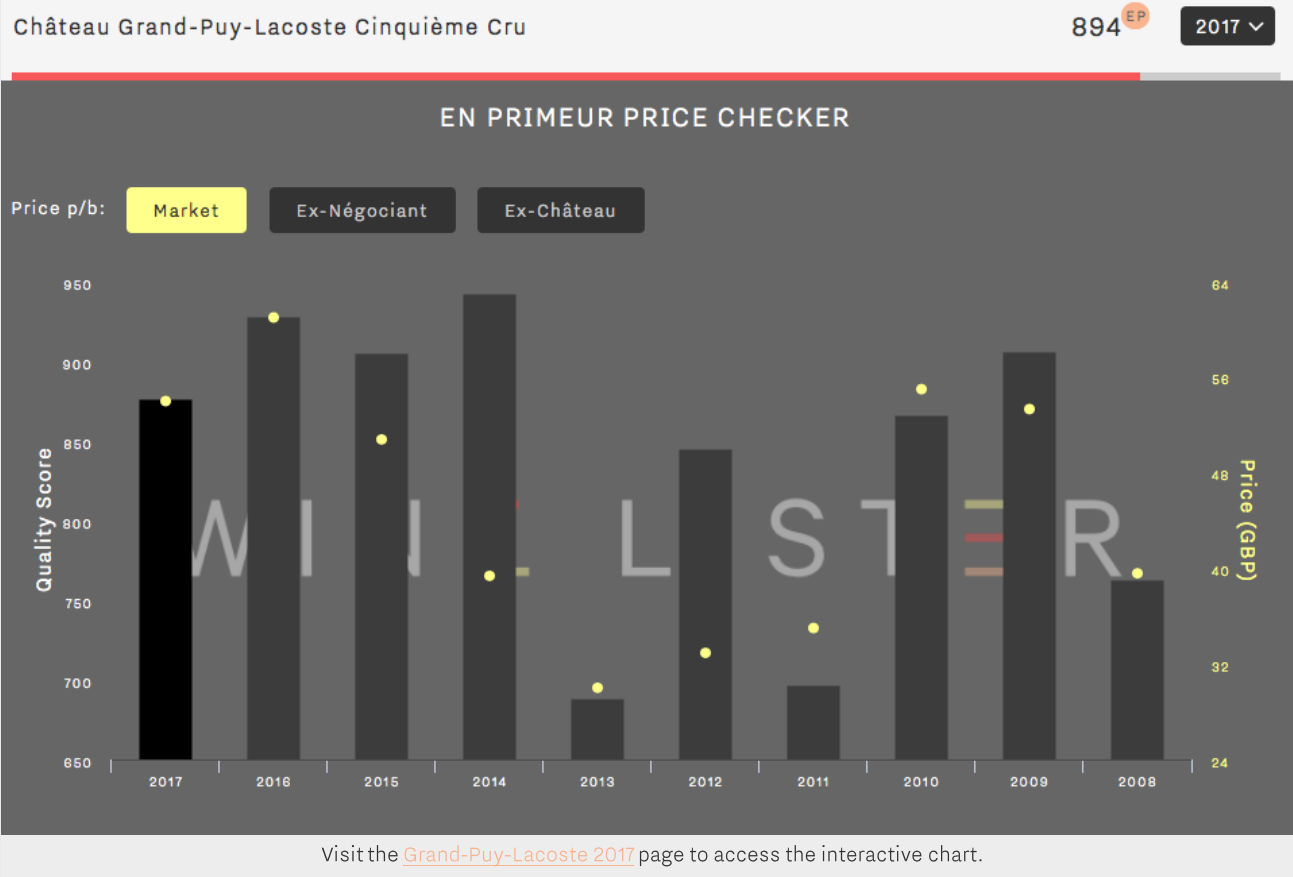 Château Grand-Puy-Lacoste Cinquième Cru
894 EP
2017
EN PRIMEUR PRICE CHECKER
Price p/b: Market Ex-Négociant Ex-Château
Quality Score
950
900
850
800
750
700
650
WINE LISTER
64
56
48
40
32
24
Price (GBP)
2017 2016 2015 2014 2013 2012 2011 2010 2009 2008
Visit the Grand-Puy-Lacoste 2017 page to access the interactive chart.